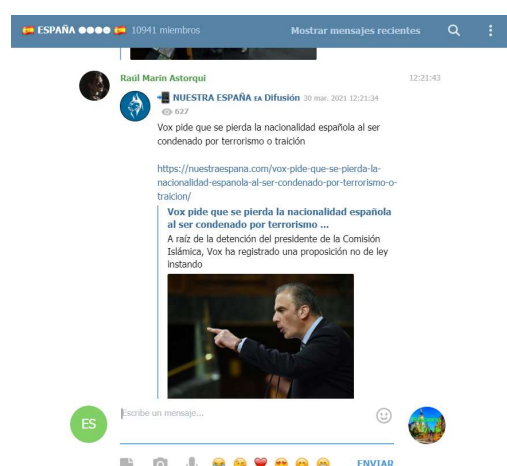 ESPAÑA 10941 miembros Mostrar mensajes recientes
Raúl Marín Astorqui 12:21:43
NUESTRA ESPAÑA EA Difusión 30 mar. 2021 12:21:34
627
Vox pide que se pierda la nacionalidad española al ser
condenado por terrorismo o traición
https://nuestraespana.com/vox-pide-que-se-pierda-la-
nacionalidad-espanola-al-ser-condenado-por-terrorismo-o-
traicion/
Vox pide que se pierda la nacionalidad española
al ser condenado por terrorismo ...
A raíz de la detención del presidente de la Comisión
Islámica, Vox ha registrado una proposición no de ley
instando
ES
Escribe un mensaje...
ENVIAR